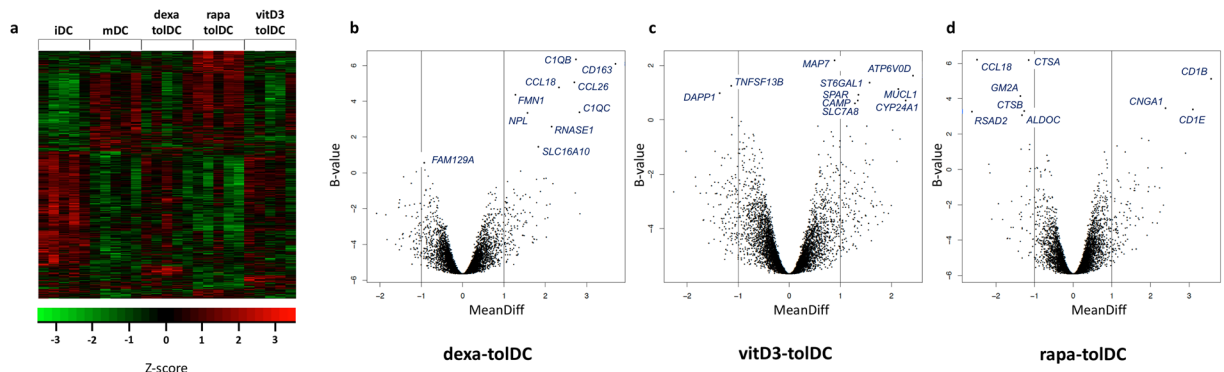 a
iDC
mDC
dexa
tolDC
rapa
tolDC
vitD3
tolDC
-3
-2
-1
0
1
2
3
Z-score
b
B-value
6
4
2
0
-2
-4
-6
C1QB
CD163
CCL18
CCL26
FMN1
C1QC
NPL
RNASE1
SLC16A10
FAM129A
-2
-1
0
1
2
3
MeanDiff
dexa-tolDC
c
B-value
2
0
-2
-4
MAP7
ATP6V0D
TNFSF13B
ST6GAL1
DAPP1
SPAR
MUCL1
CAMP
CYP24A1
SLC7A8
-2
-1
0
1
2
MeanDiff
vitD3-tolDC
d
B-value
6
4
2
0
-2
-4
-6
CCL18
CTSA
CD1B
GM2A
CTSB
CNGA1
RSAD2
ALDOC
CD1E
-2
-1
0
1
2
3
MeanDiff
rapa-tolDC